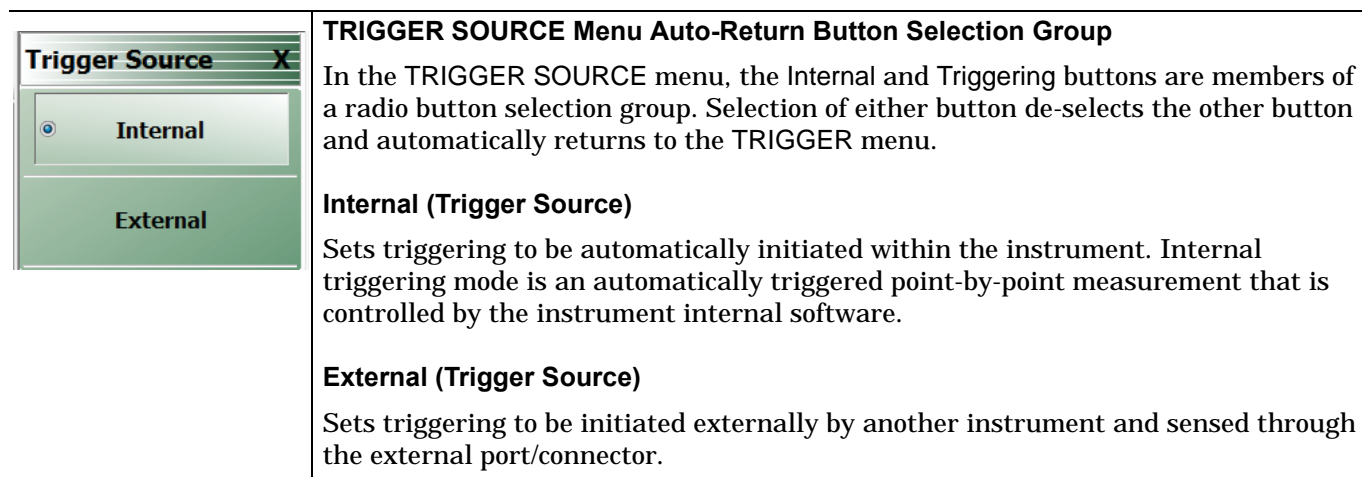 Trigger Source X
Internal
External
TRIGGER SOURCE Menu Auto-Return Button Selection Group
In the TRIGGER SOURCE menu, the Internal and Triggering buttons are members of
a radio button selection group. Selection of either button de-selects the other button
and automatically returns to the TRIGGER menu.
Internal (Trigger Source)
Sets triggering to be automatically initiated within the instrument. Internal
triggering mode is an automatically triggered point-by-point measurement that is
controlled by the instrument internal software.
External (Trigger Source)
Sets triggering to be initiated externally by another instrument and sensed through
the external port/connector.